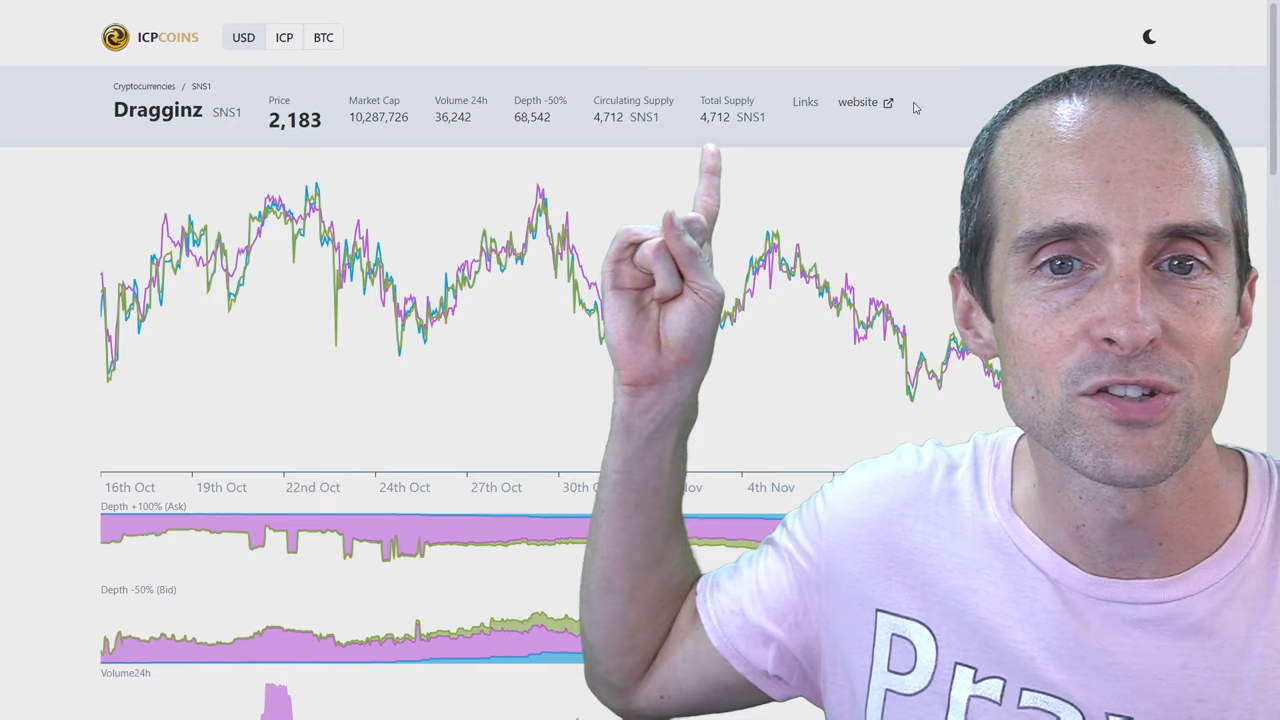 ICPCOINS USD ICP BTC
Cryptocurrencies / SNS1
Dragginz SNS1
Price
2,183
Market Cap
10,287,726
Volume 24h
36,242
Depth -50%
68,542
Circulating Supply
4,712 SNS1
Total Supply
4,712 SNS1
Links website
16th Oct 19th Oct 22nd Oct 24th Oct 27th Oct 30th 4th Nov
Depth +100% (Ask)
Depth -50% (Bid)
Volume24h